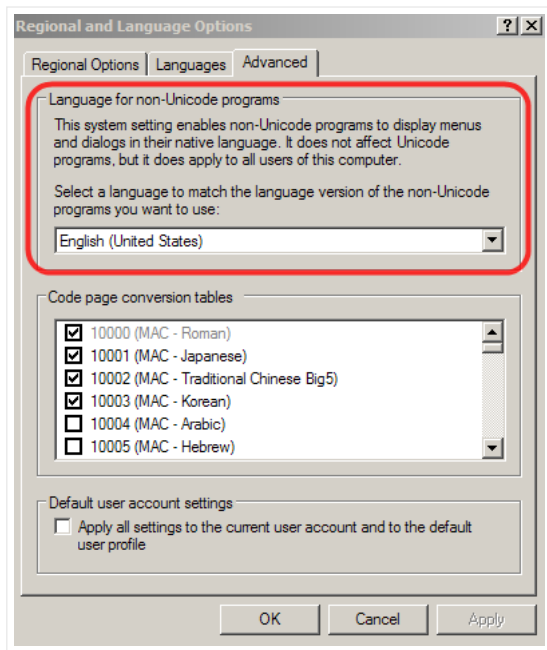 Regional and Language Options
Regional Options Languages Advanced
Language for non-Unicode programs
This system setting enables non-Unicode programs to display menus
and dialogs in their native language. It does not affect Unicode
programs, but it does apply to all users of this computer.
Select a language to match the language version of the non-Unicode
programs you want to use:
English (United States)
Code page conversion tables
10000 (MAC - Roman)
10001 (MAC - Japanese)
10002 (MAC - Traditional Chinese Big5)
10003 (MAC - Korean)
10004 (MAC - Arabic)
10005 (MAC - Hebrew)
Default user account settings
Apply all settings to the current user account and to the default
user profile
OK Cancel Apply